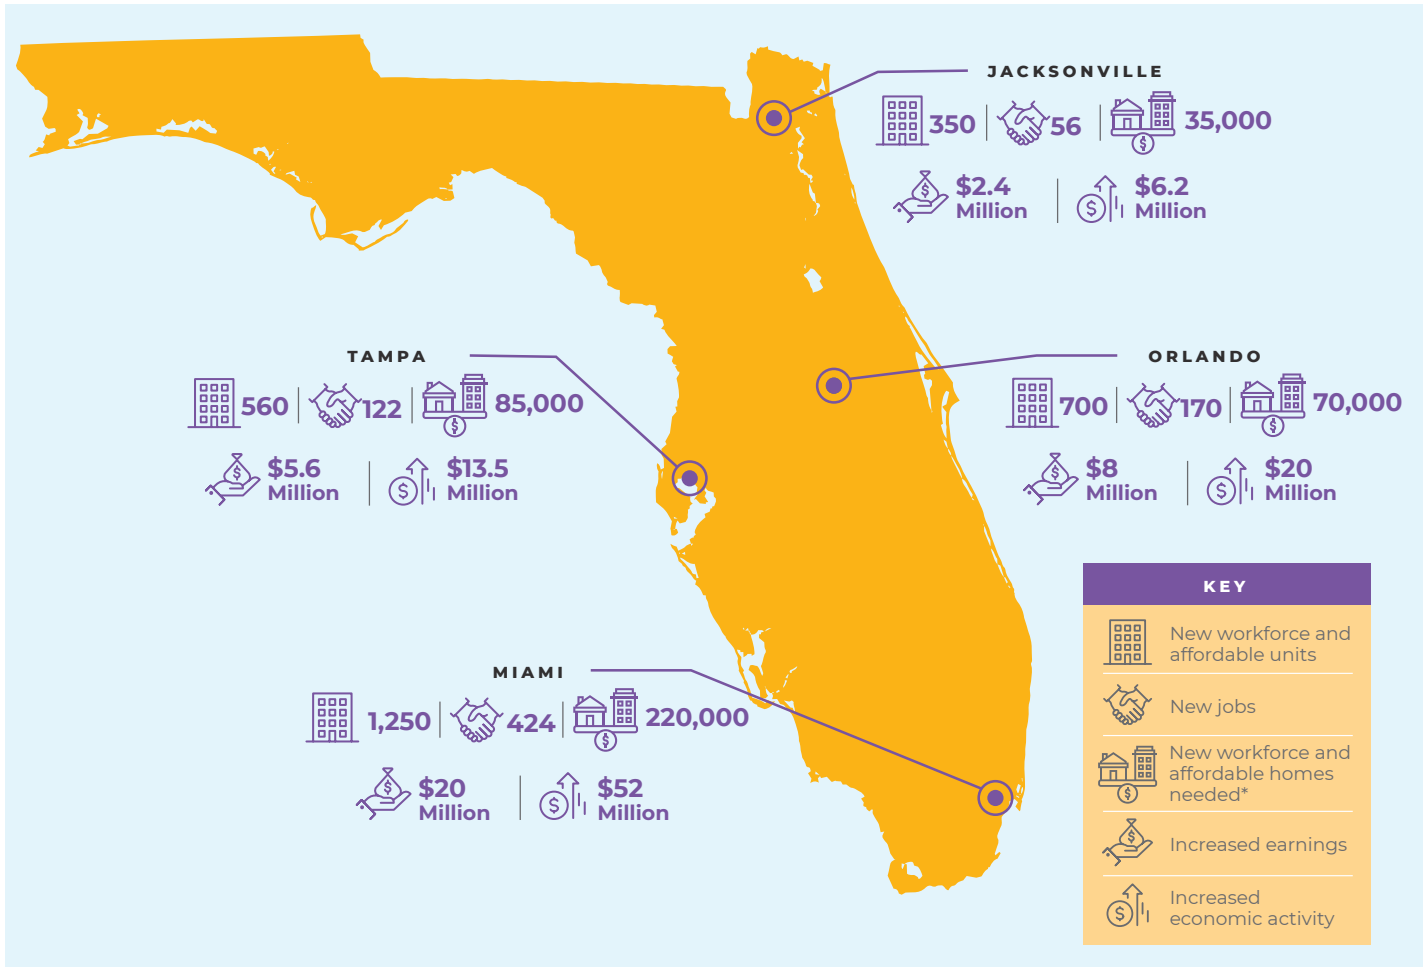 JACKSONVILLE
350 56 35,000
$2.4 $6.2
Million Million
TAMPA
560 122 85,000
$5.6 $13.5
Million Million
ORLANDO
700 170 70,000
$8 $20
Million Million
MIAMI
1,250 424 220,000
$20 $52
Million Million
KEY
New workforce and
affordable units
New jobs
New workforce and
affordable homes
needed*
Increased earnings
Increased
economic activity